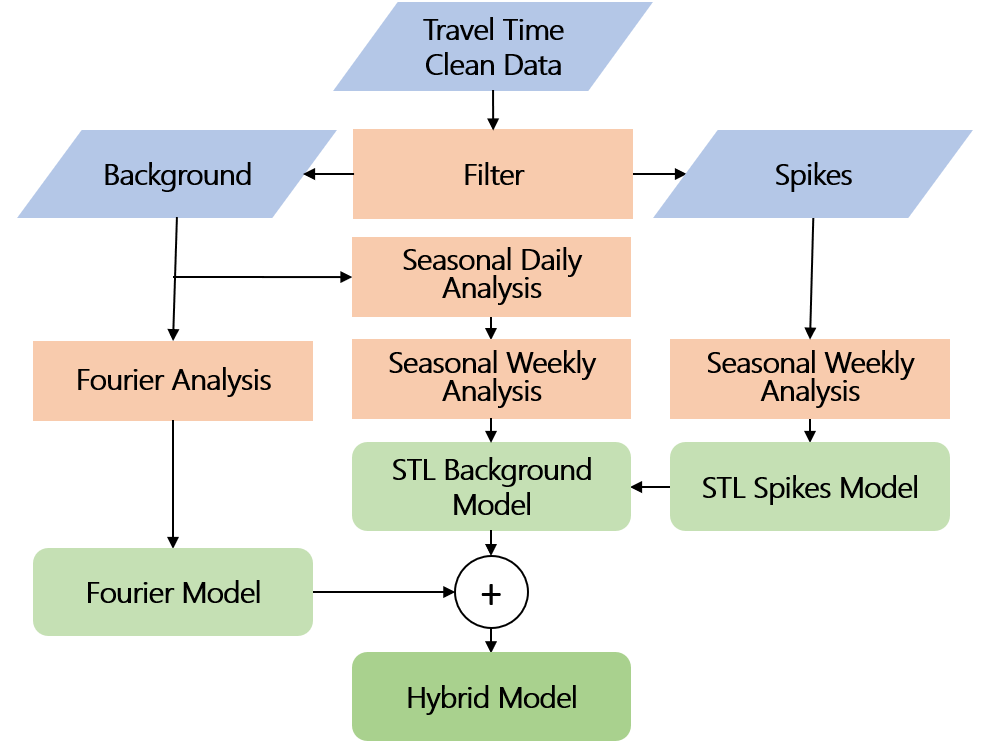 Travel Time
Clean Data
Background
Filter
Spikes
Seasonal Daily
Analysis
Fourier Analysis
Seasonal Weekly
Analysis
Seasonal Weekly
Analysis
STL Background
Model
STL Spikes Model
Fourier Model
+
Hybrid Model